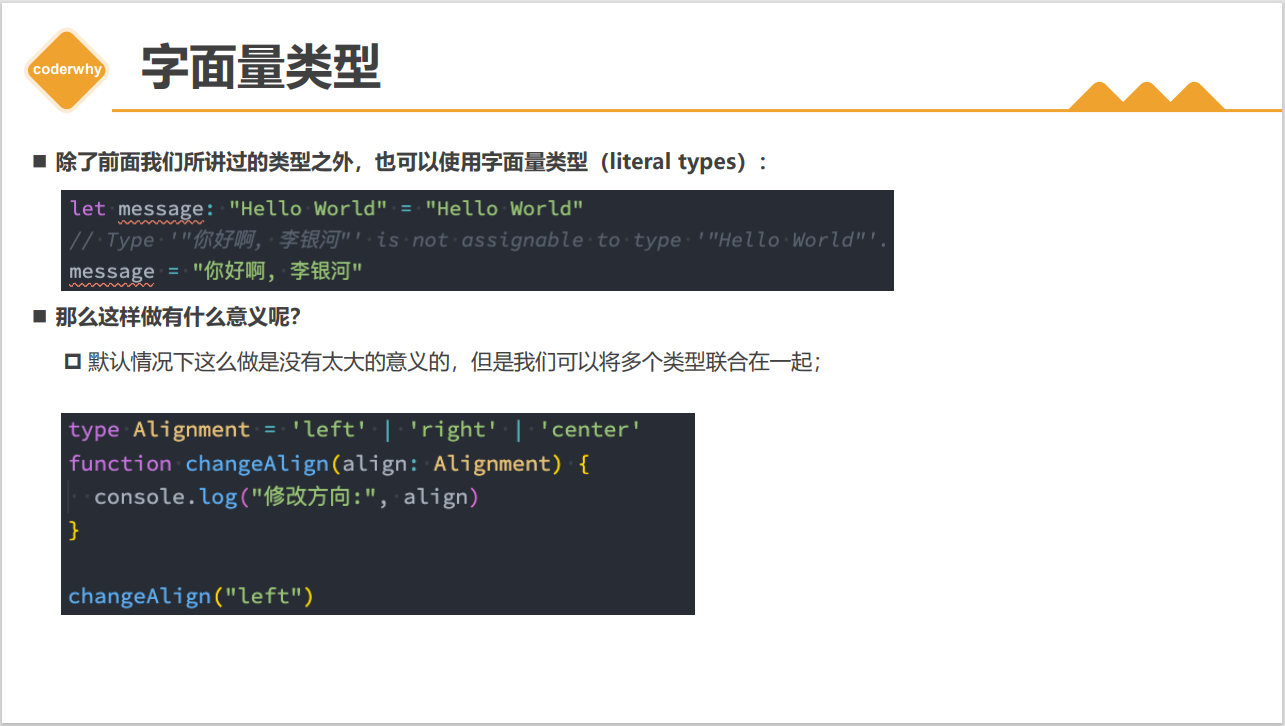 coderwhy
字面量类型
除了前面我们所讲过的类型之外，也可以使用字面量类型（literal types）：
let message: "Hello World" = "Hello World"
// Type '"你好啊, 李银河"' is not assignable to type '"Hello World"'.
message = "你好啊, 李银河"
那么这样做有什么意义呢？
默认情况下这么做是没有太大的意义的，但是我们可以将多个类型联合在一起；
type Alignment = 'left' | 'right' | 'center'
function changeAlign(align: Alignment) {
  console.log("修改方向:", align)
}
changeAlign("left")